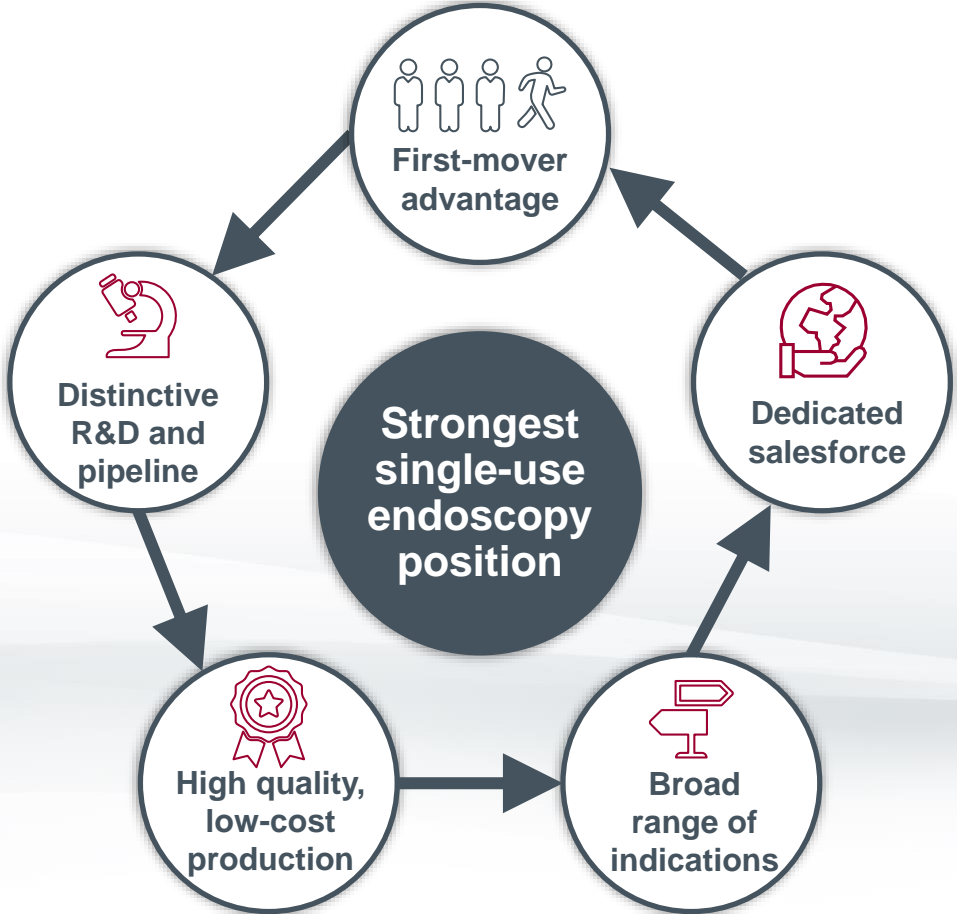 First-mover
advantage
Distinctive
R&D and
pipeline
Strongest
single-use
endoscopy
position
Dedicated
salesforce
High quality,
low-cost
production
Broad
range of
indications